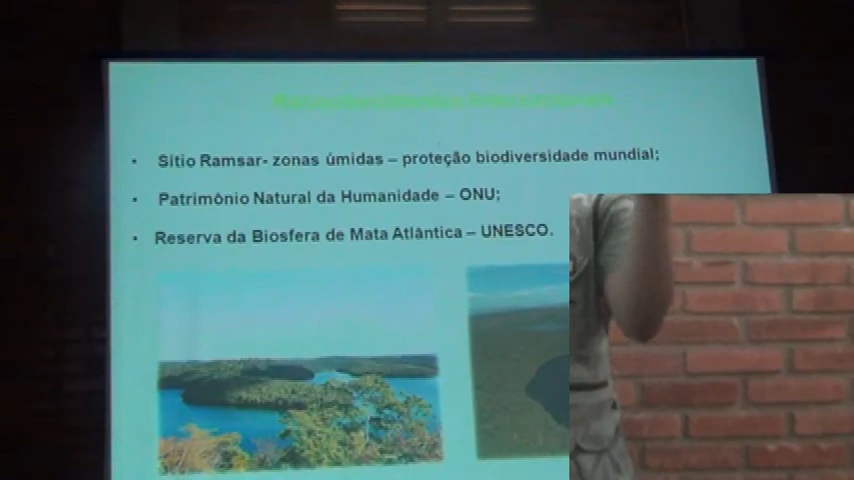 • Sítio Ramsar- zonas úmidas – proteção biodiversidade mundial;
• Patrimônio Natural da Humanidade – ONU;
• Reserva da Biosfera de Mata Atlântica – UNESCO.